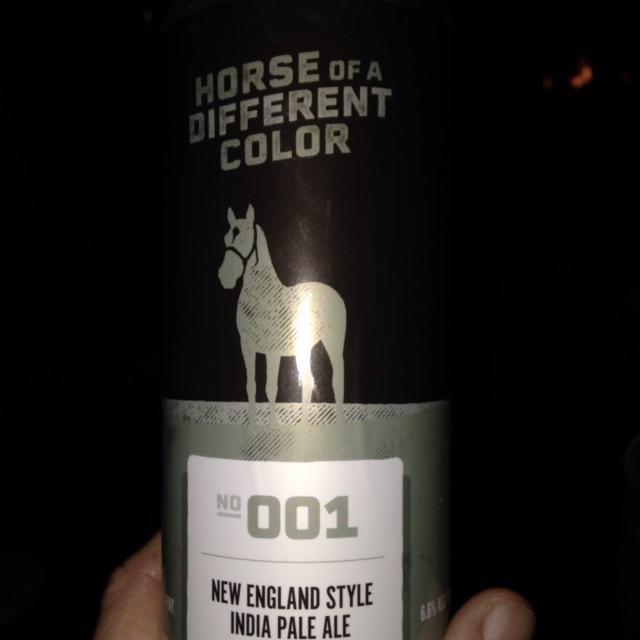 HORSE OF A
DIFFERENT
COLOR
NO 001
NEW ENGLAND STYLE
INDIA PALE ALE